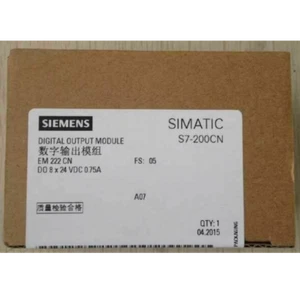 SIEMENS
SIMATIC
S7-200CN
DIGITAL OUTPUT MODULE
数字输出模组
EM 222 CN FS: 05
DO 8 x 24 VDC 0.75A
A07
质量检验合格
QTY: 1
04.2015
PACKAGING